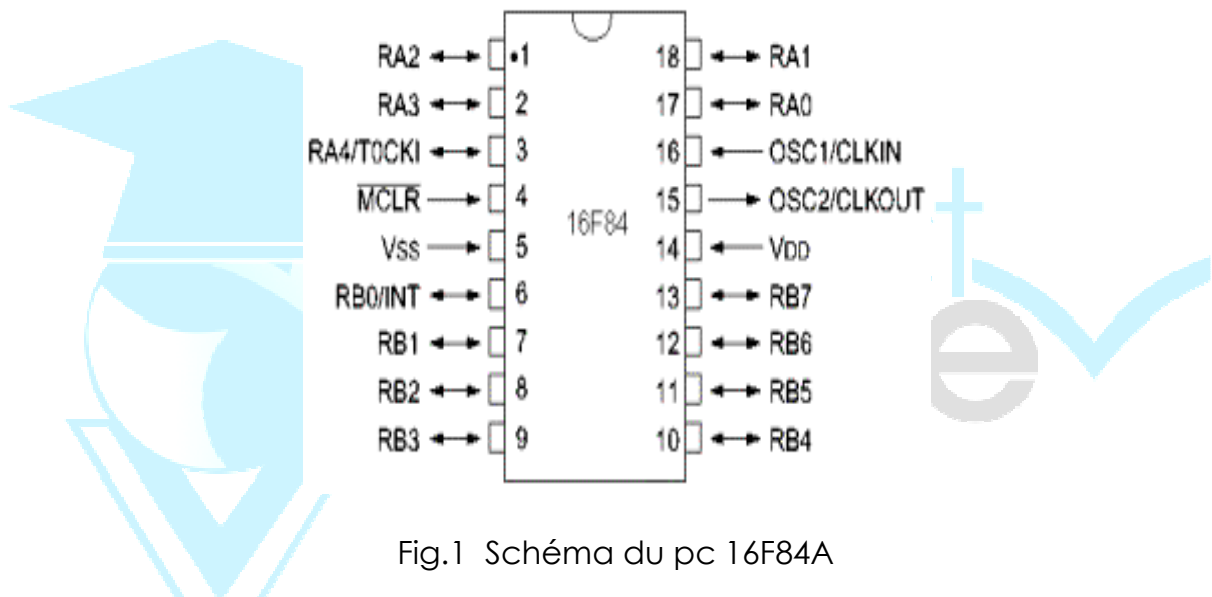 RA2 •1 18 RA1
RA3 2 17 RA0
RA4/T0CKI 3 16 OSC1/CLKIN
MCLR 4 15 OSC2/CLKOUT
16F84
VSS 5 14 VDD
RB0/INT 6 13 RB7
RB1 7 12 RB6
RB2 8 11 RB5
RB3 9 10 RB4
t
e
Fig.1 Schéma du pc 16F84A